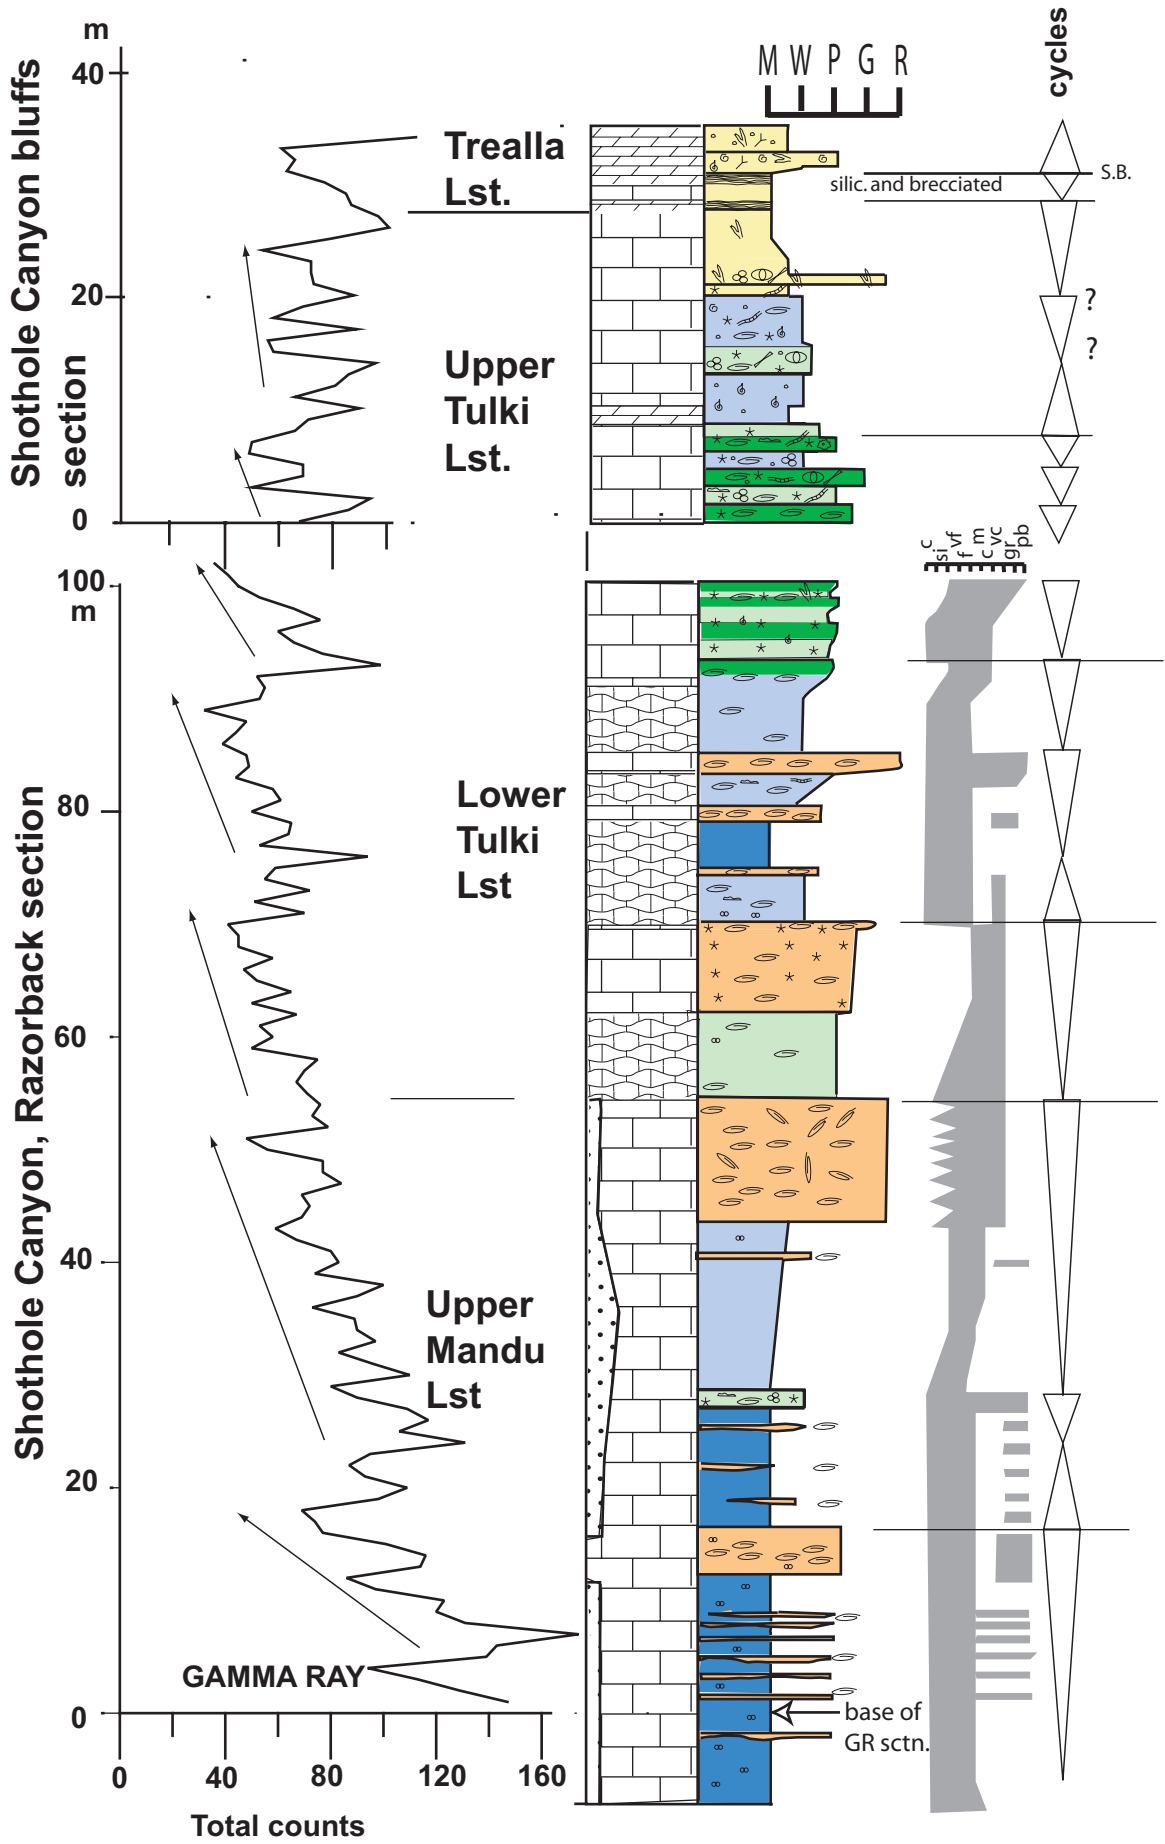 Shothole Canyon bluffs
section
m
40
20
0
Trealla
Lst.
Upper
Tulki
Lst.
M W P G R
silic. and brecciated
cycles
S.B.
?
?
Shothole Canyon, Razorback section
100
m
80
60
40
20
0
Lower
Tulki
Lst
Upper
Mandu
Lst
GAMMA RAY
c si vf f m c vc gr pb
base of
GR sctn.
0 40 80 120 160
Total counts